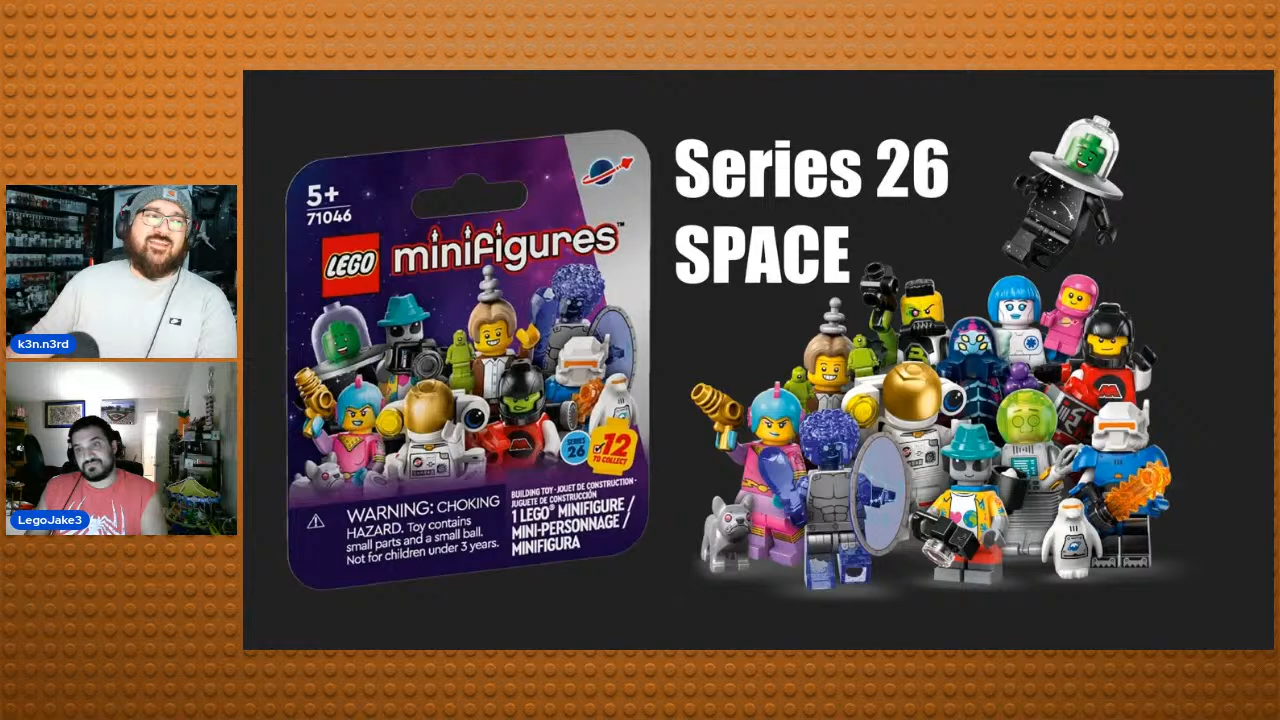 k3n.n3rd
LegoJake3
5+
71046
LEGO minifigures™
SERIES
26
12
TO COLLECT
WARNING: CHOKING
HAZARD. Toy contains
small parts and a small ball.
Not for children under 3 years.
BUILDING TOY · JOUET DE CONSTRUCTION ·
JUGUETE DE CONSTRUCCIÓN
1 LEGO® MINIFIGURE /
MINI-PERSONNAGE /
MINIFIGURA
Series 26
SPACE